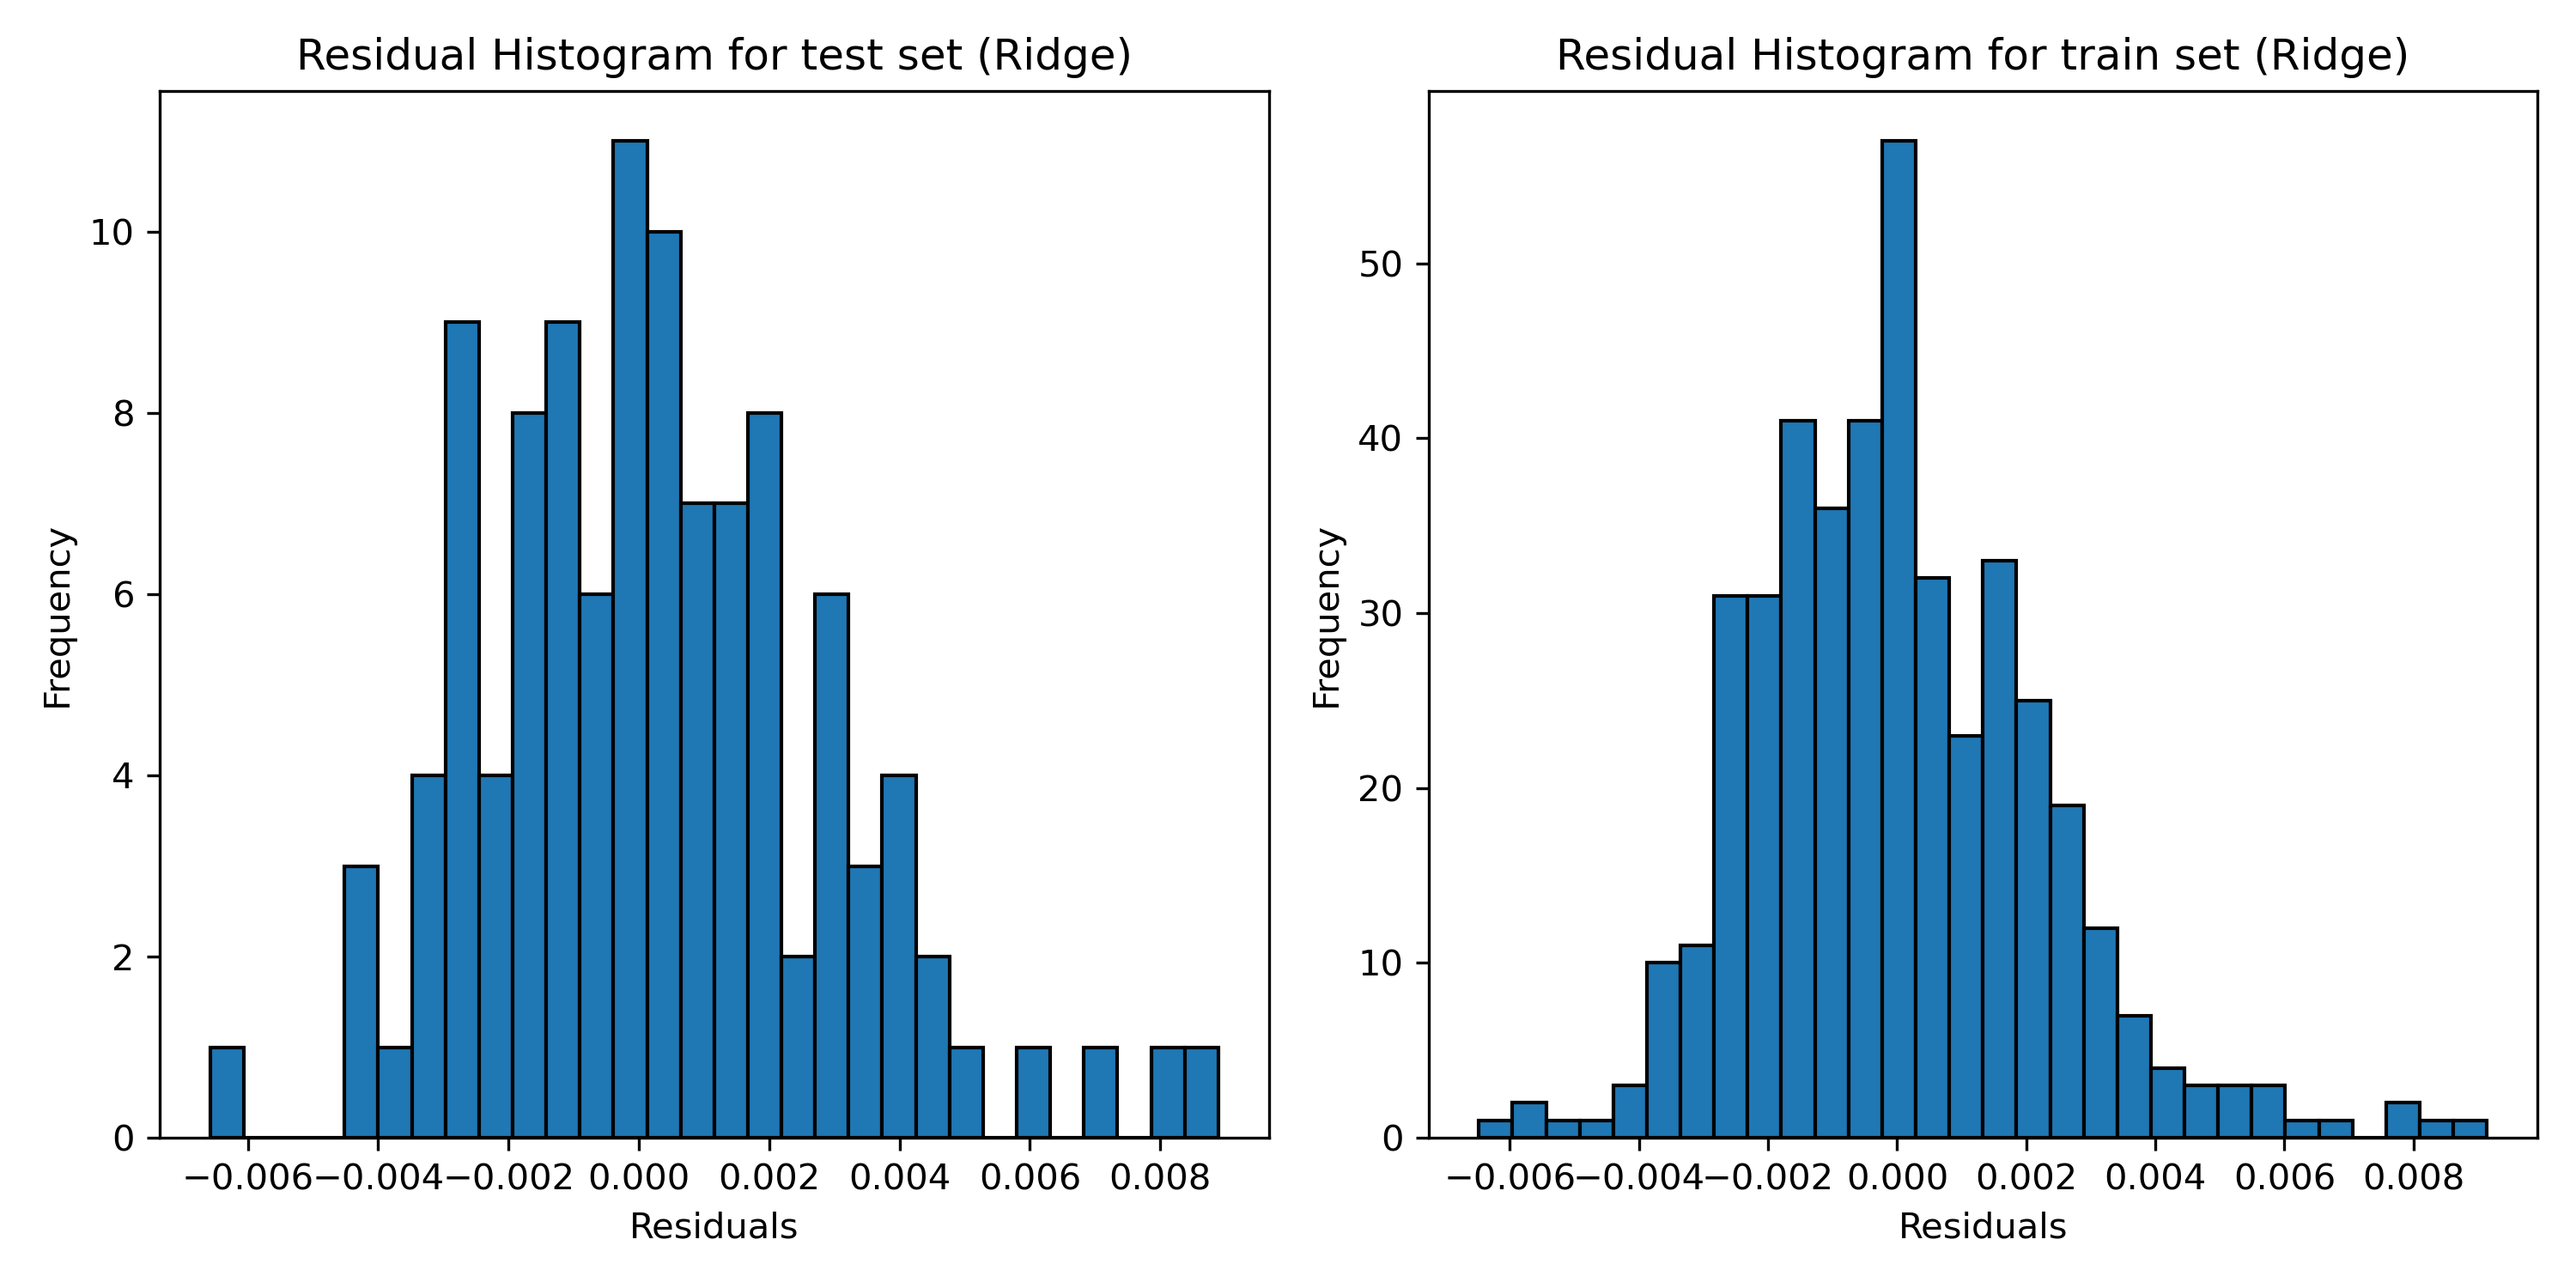 Residual Histogram for test set (Ridge)
Frequency
10
8
6
4
2
0
−0.006 −0.004 −0.002 0.000 0.002 0.004 0.006 0.008
Residuals
Residual Histogram for train set (Ridge)
Frequency
50
40
30
20
10
0
−0.006 −0.004 −0.002 0.000 0.002 0.004 0.006 0.008
Residuals